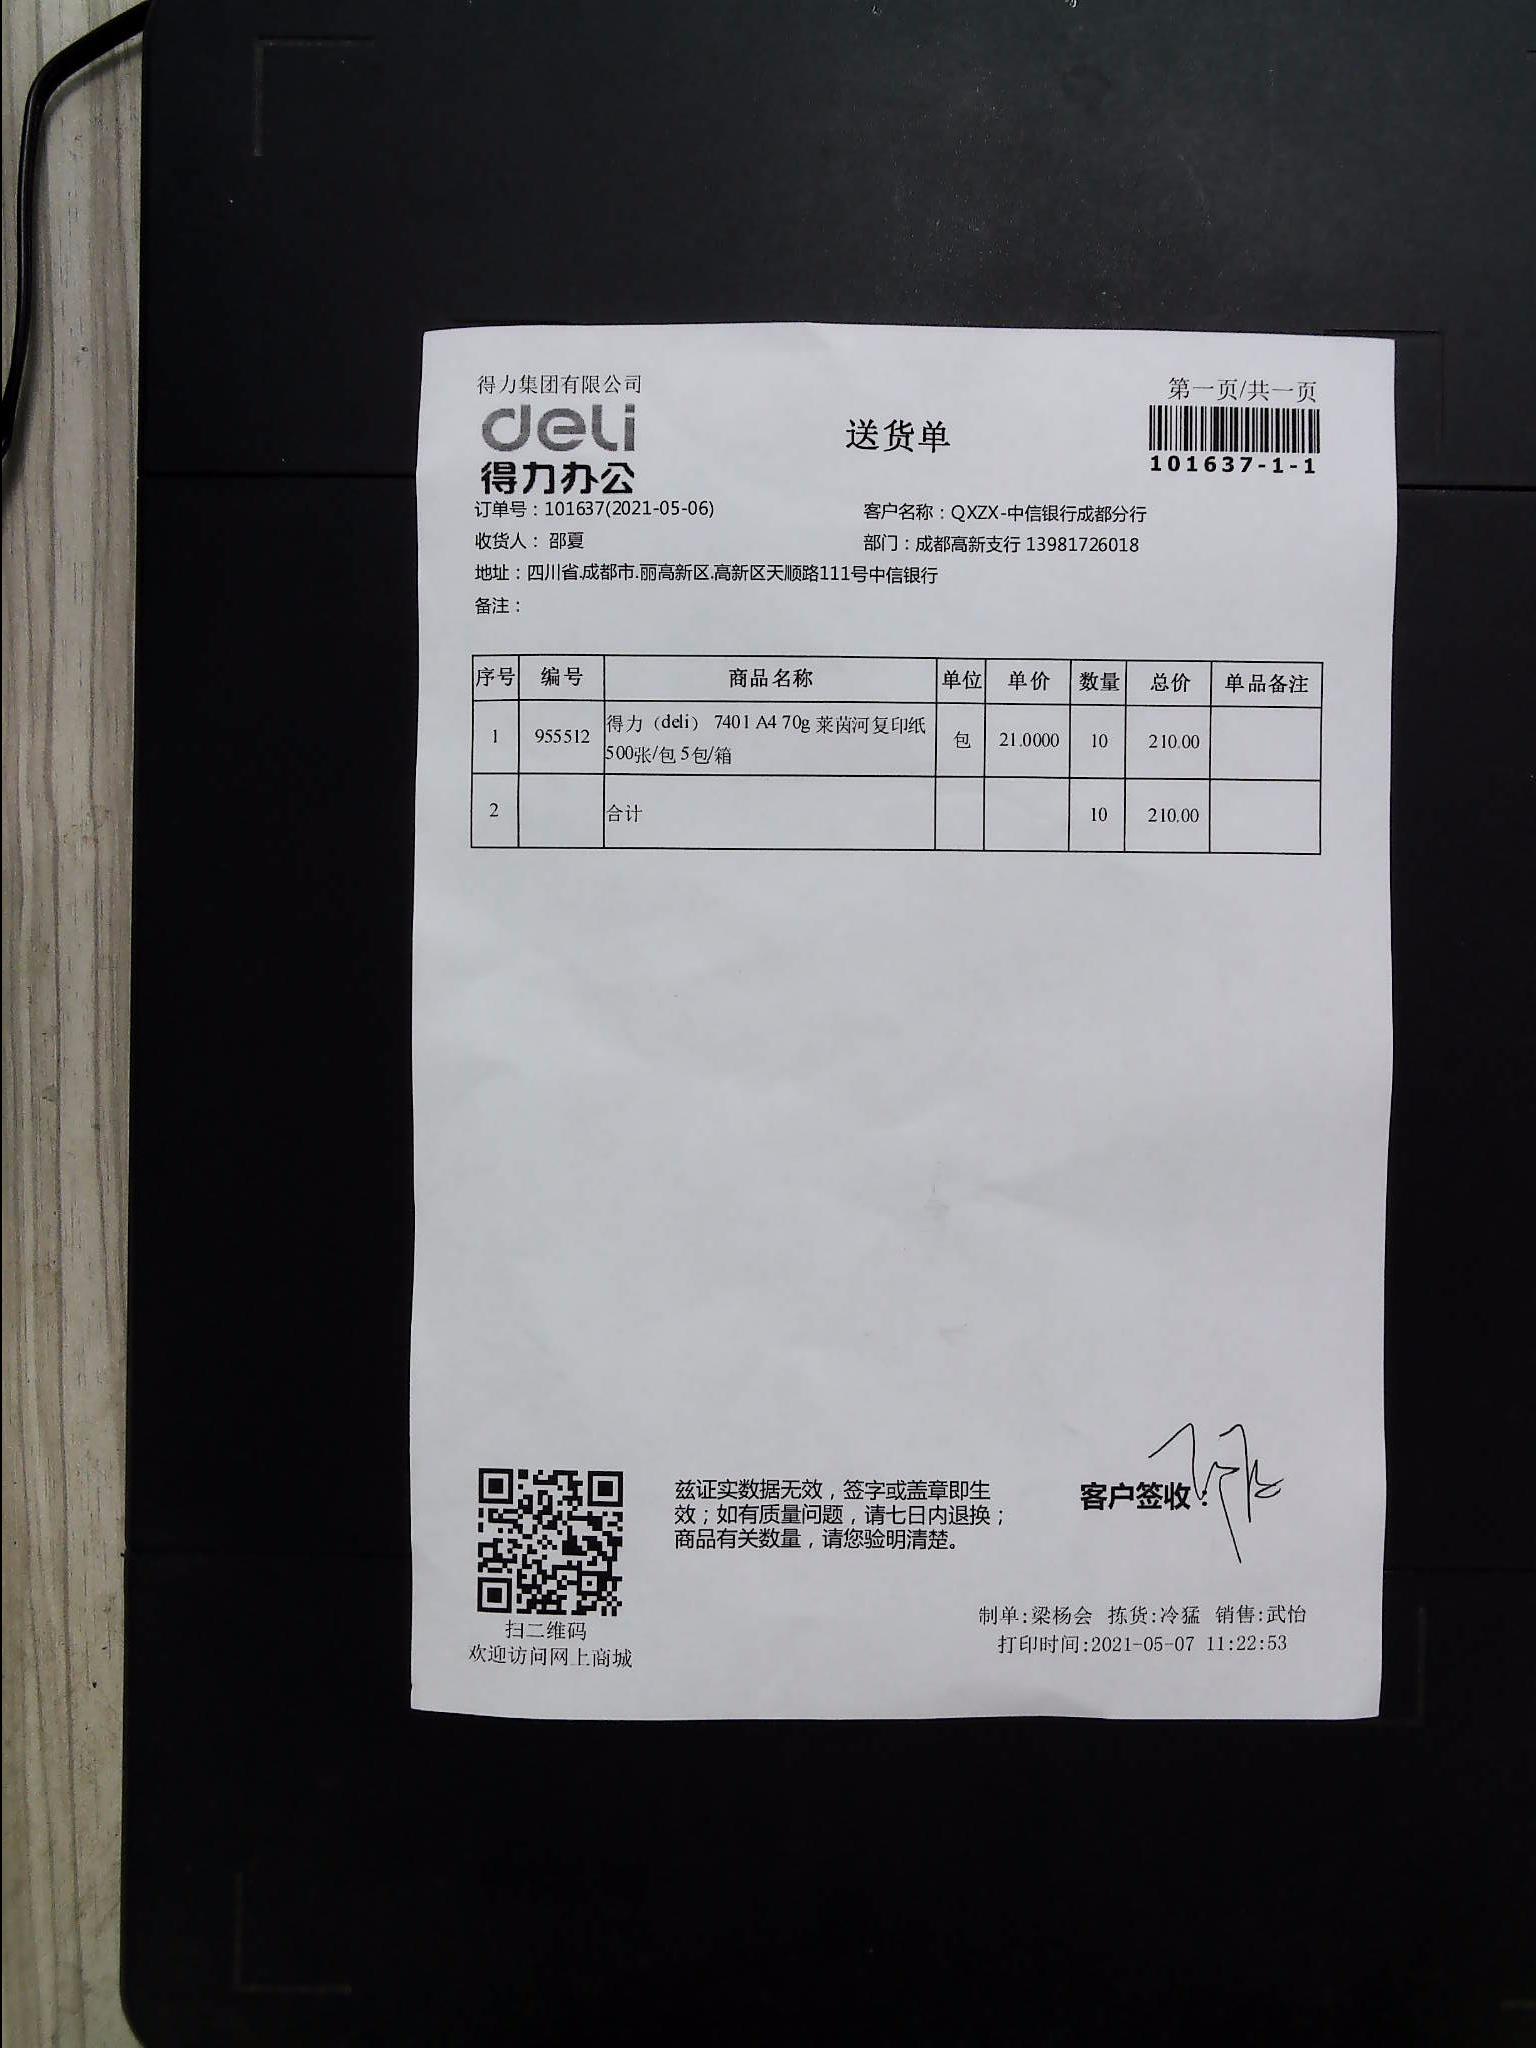 得力集团有限公司
第一页/共一页
deli
得力办公
送货单
101637-1-1
订单号：101637(2021-05-06)
客户名称：QXZX-中信银行成都分行
收货人： 邵夏
部门：成都高新支行 13981726018
地址：四川省.成都市.丽高新区.高新区天顺路111号中信银行
备注：
序号 编号 商品名称 单位 单价 数量 总价 单品备注
1 955512 得力（deli） 7401 A4 70g 莱茵河复印纸 包 21.0000 10 210.00
500张/包 5包/箱
2 合计 10 210.00
兹证实数据无效，签字或盖章即生
效；如有质量问题，请七日内退换；
商品有关数量，请您验明清楚。
客户签收：
扫二维码
欢迎访问网上商城
制单:梁杨会 拣货:冷猛 销售:武怡
打印时间:2021-05-07 11:22:53